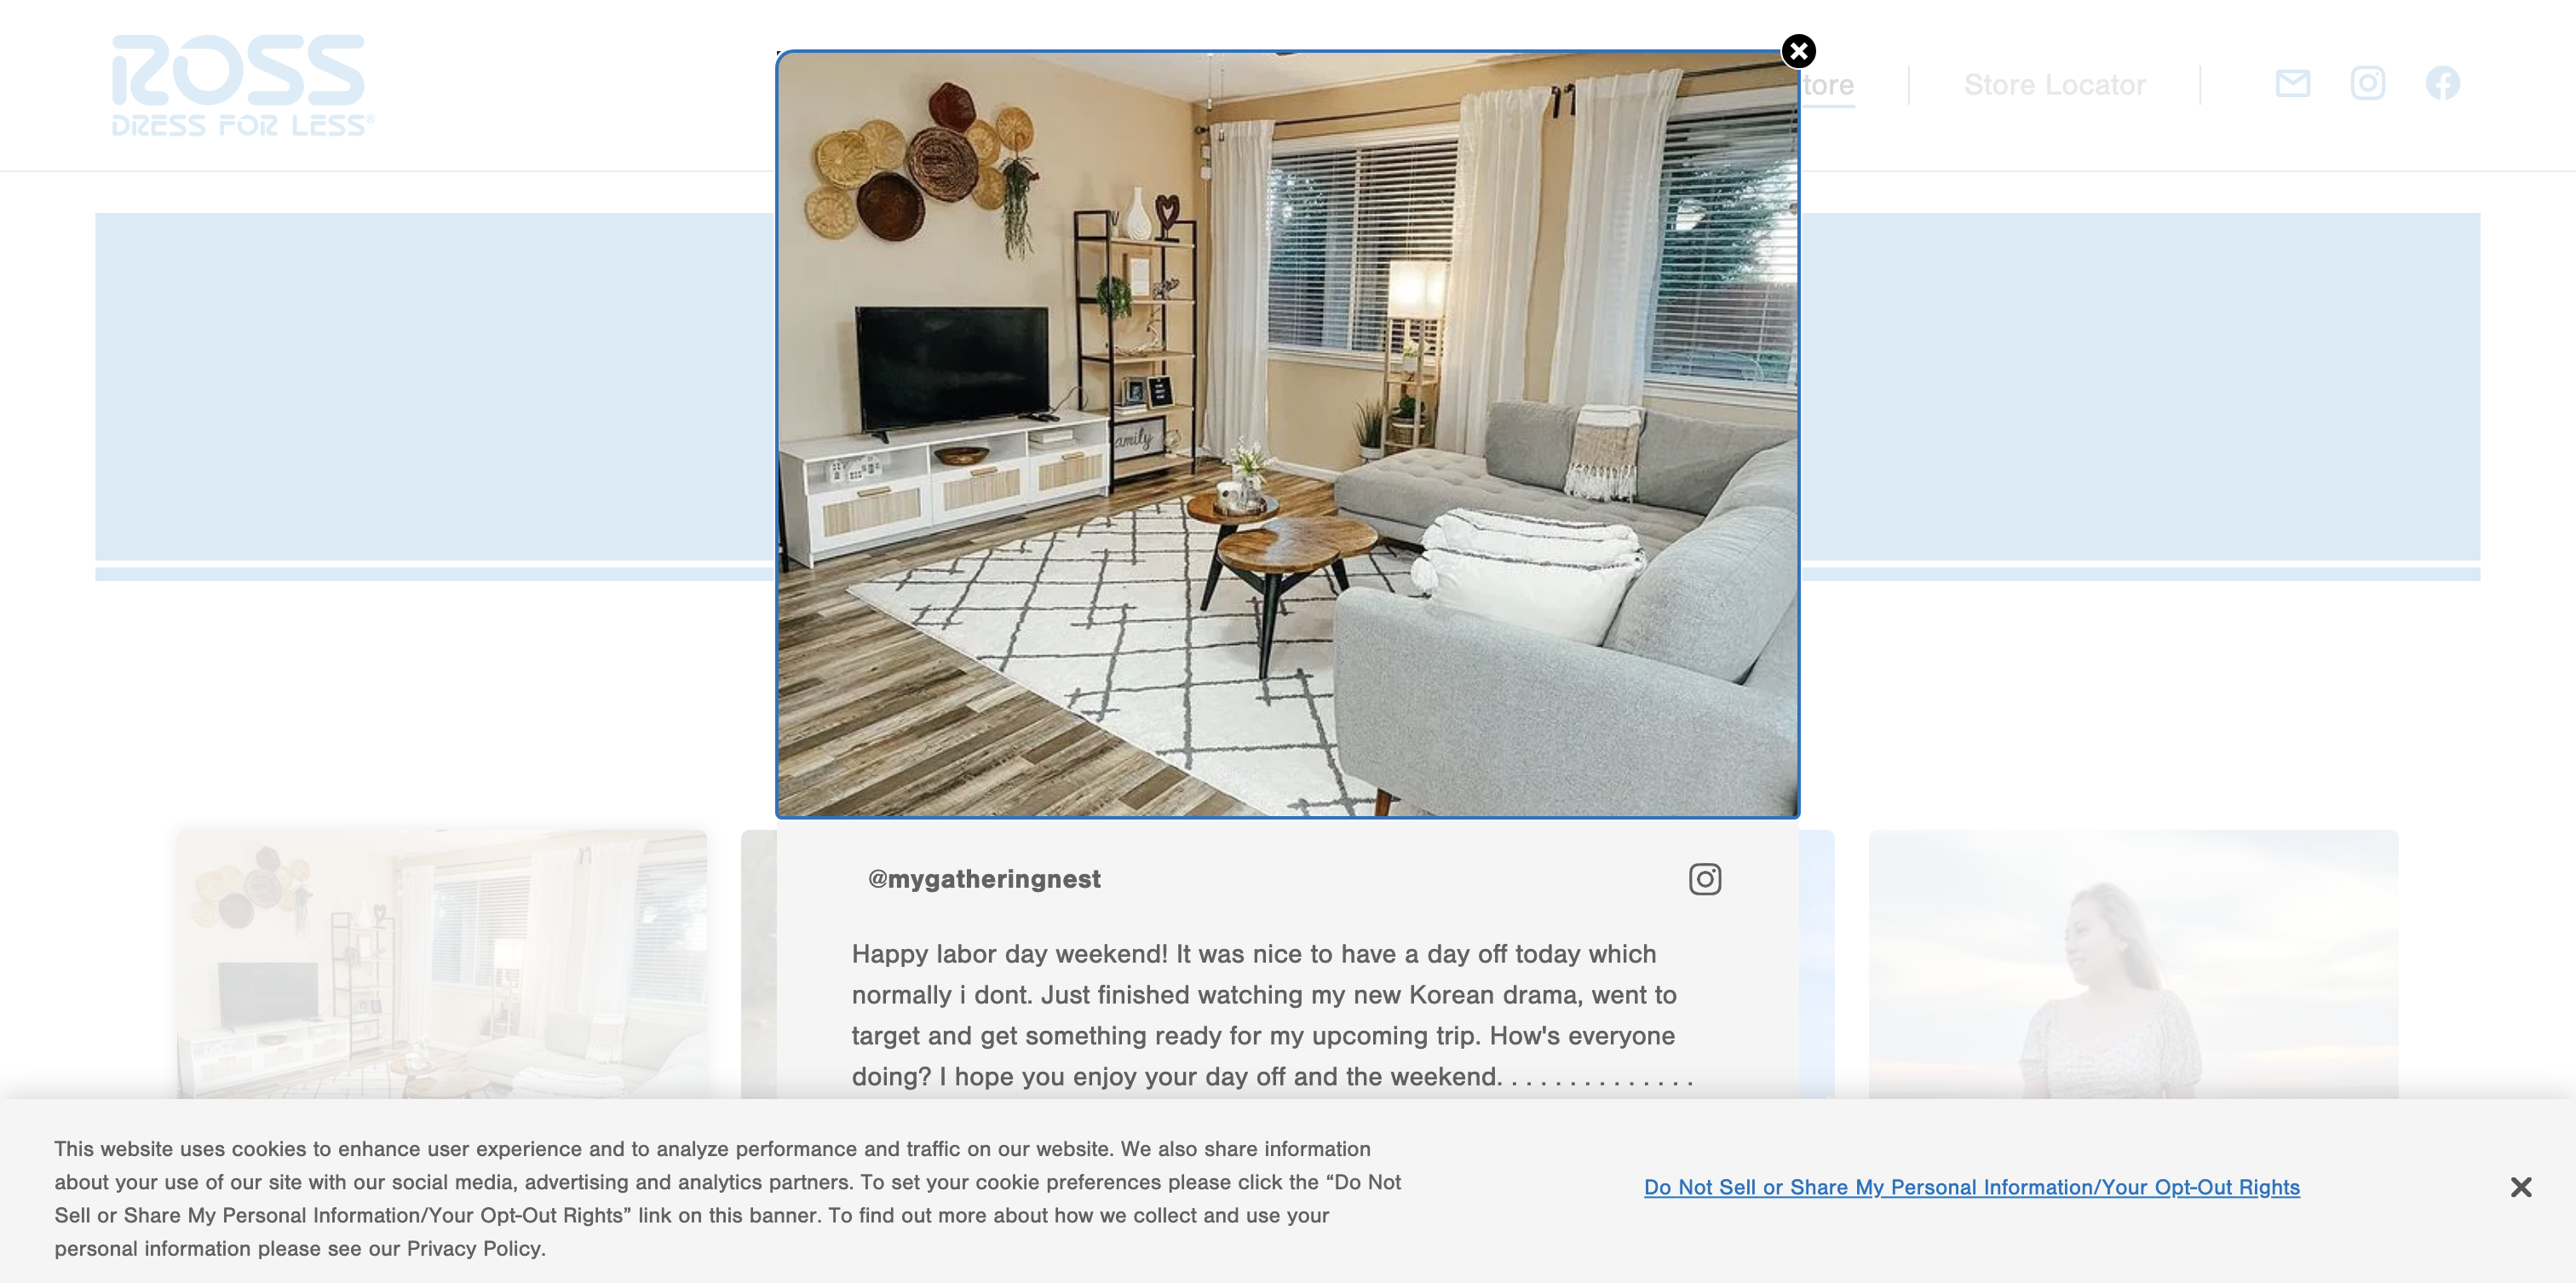 ROSS
DRESS FOR LESS®
tore
Store Locator
family
@mygatheringnest
Happy labor day weekend! It was nice to have a day off today which
normally i dont. Just finished watching my new Korean drama, went to
target and get something ready for my upcoming trip. How's everyone
doing? I hope you enjoy your day off and the weekend. . . . . . . . . . . . . .
This website uses cookies to enhance user experience and to analyze performance and traffic on our website. We also share information
about your use of our site with our social media, advertising and analytics partners. To set your cookie preferences please click the “Do Not
Sell or Share My Personal Information/Your Opt-Out Rights” link on this banner. To find out more about how we collect and use your
personal information please see our Privacy Policy.
Do Not Sell or Share My Personal Information/Your Opt-Out Rights